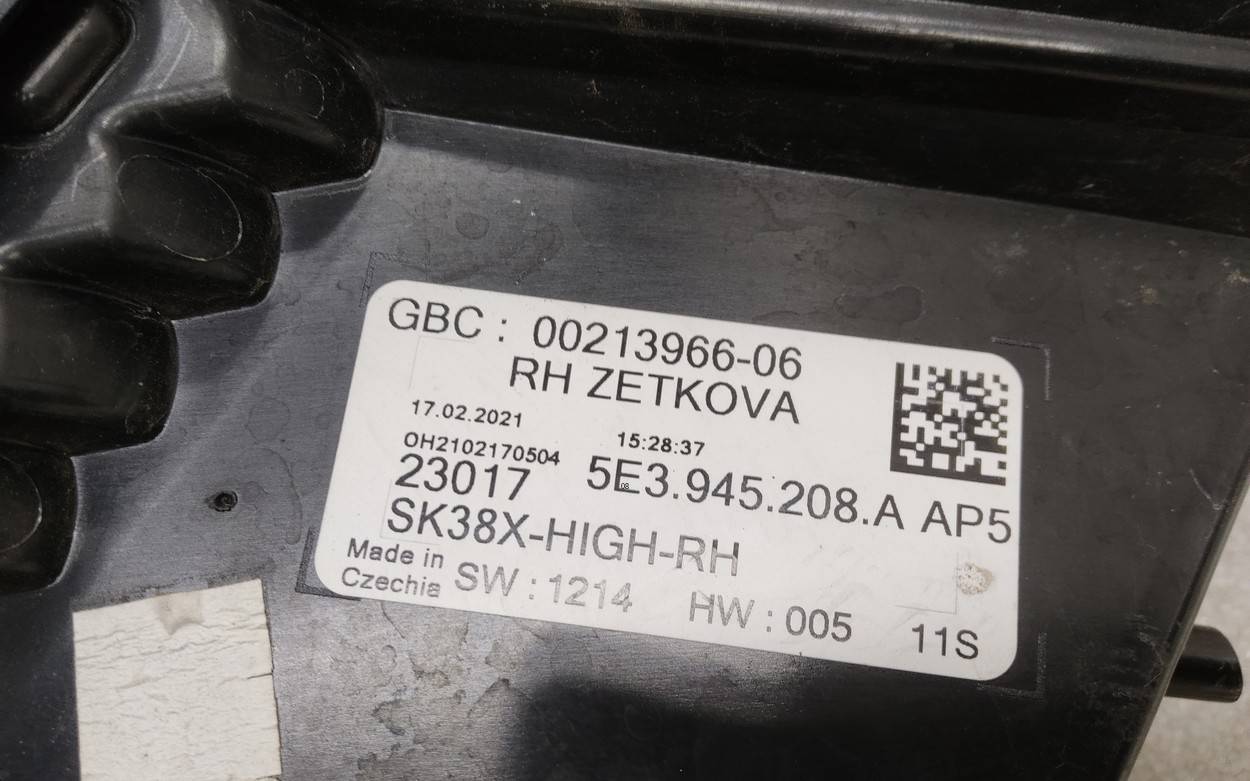 GBC : 00213966-06
RH ZETKOVA
17.02.2021 15:28:37
OH2102170504
23017 5E3.945.208.A AP5
SK38X-HIGH-RH
Made in
Czechia SW : 1214 HW : 005 11S